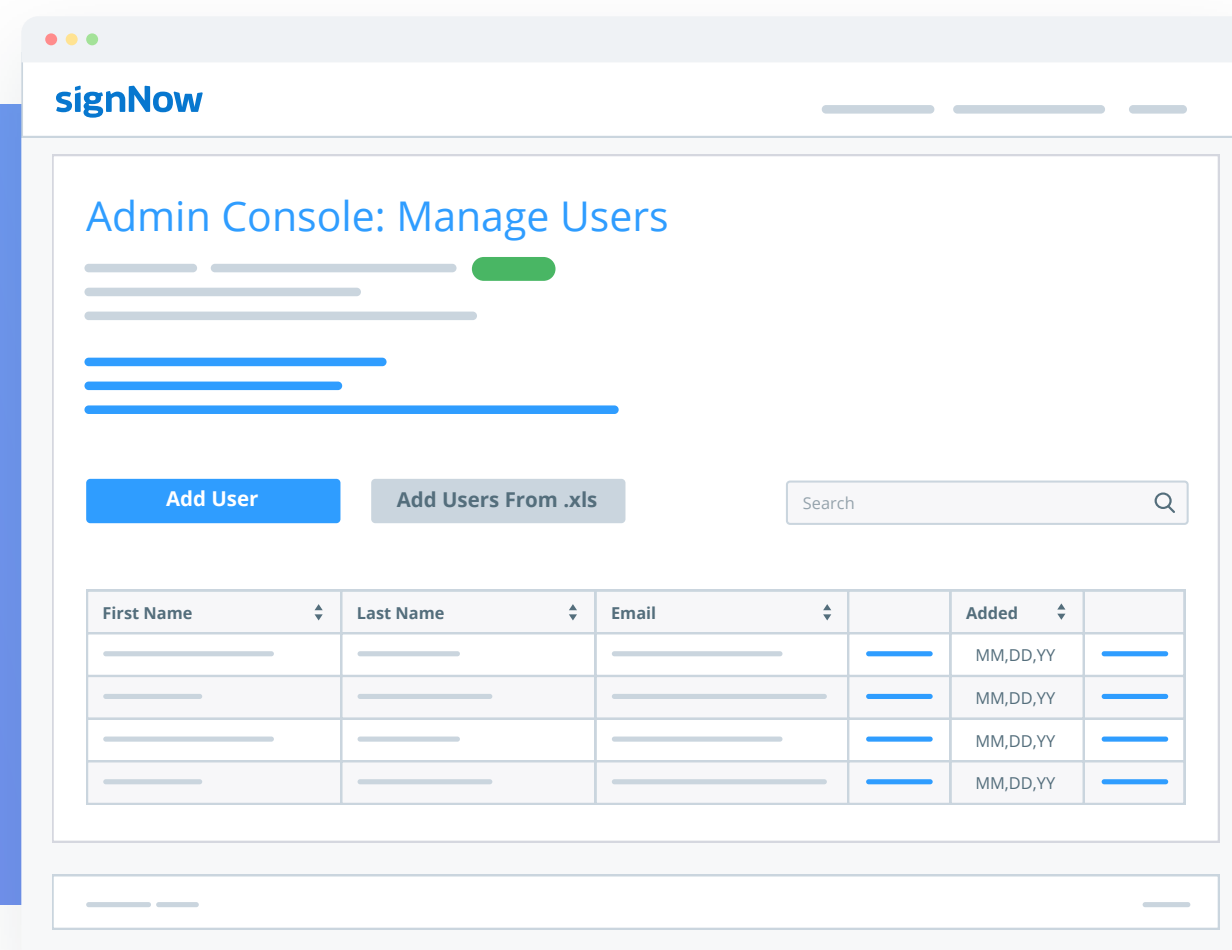 signNow
Admin Console: Manage Users
Add User
Add Users From .xls
Search
First Name
Last Name
Email
Added
MM,DD,YY
MM,DD,YY
MM,DD,YY
MM,DD,YY